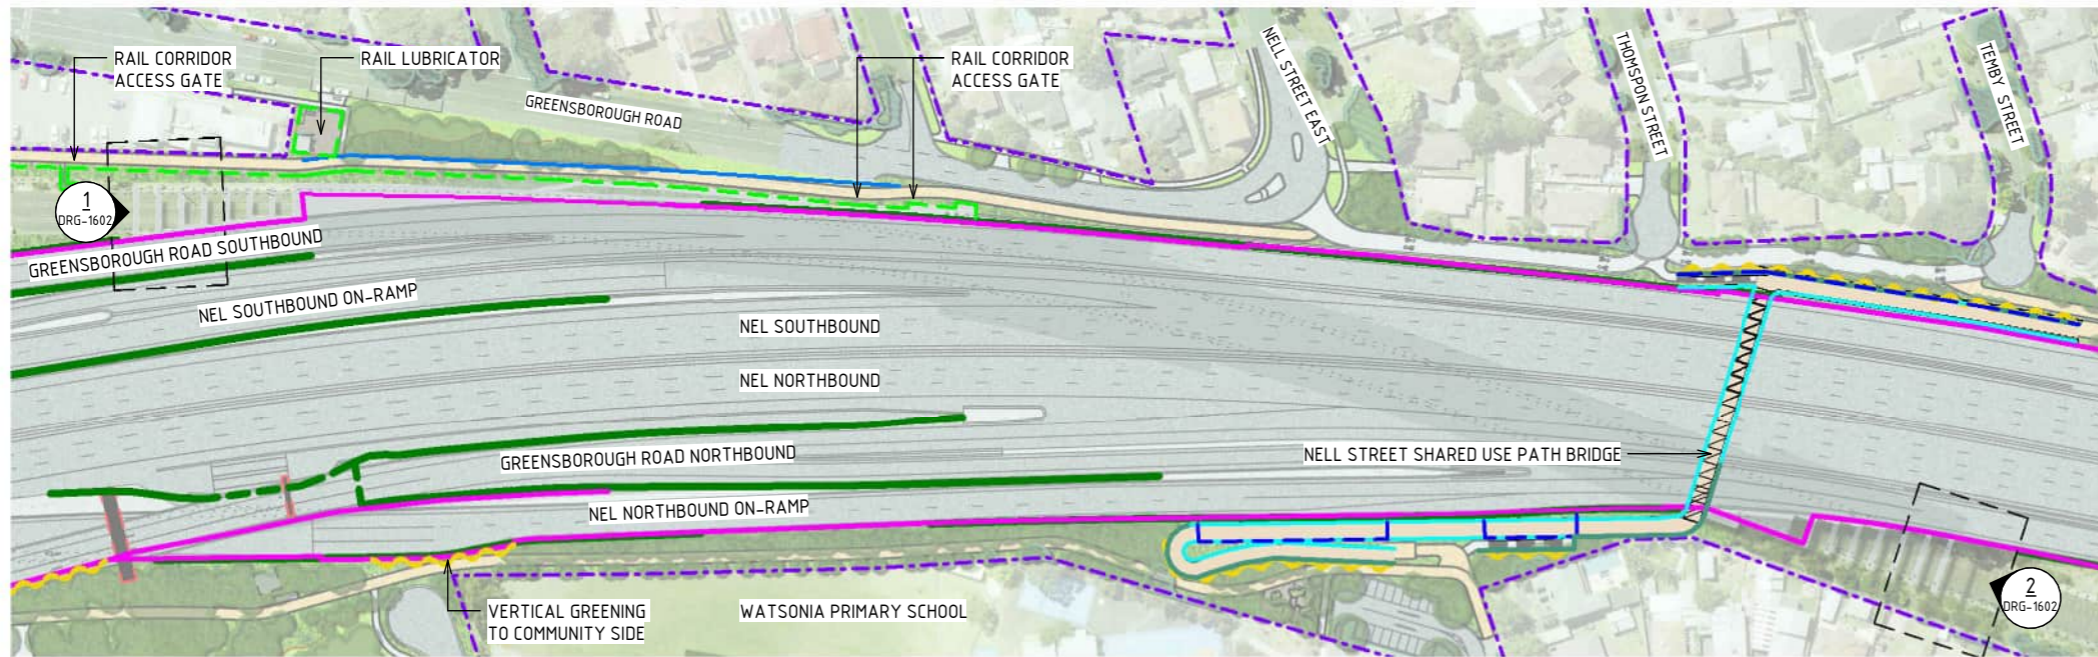 RAIL CORRIDOR
ACCESS GATE
RAIL LUBRICATOR
RAIL CORRIDOR
ACCESS GATE
GREENSBOROUGH ROAD
NELL STREET EAST
THOMSPON STREET
TEMBY STREET
1
DRG-1602
GREENSBOROUGH ROAD SOUTHBOUND
NEL SOUTHBOUND ON-RAMP
NEL SOUTHBOUND
NEL NORTHBOUND
GREENSBOROUGH ROAD NORTHBOUND
NELL STREET SHARED USE PATH BRIDGE
NEL NORTHBOUND ON-RAMP
VERTICAL GREENING
TO COMMUNITY SIDE
WATSONIA PRIMARY SCHOOL
2
DRG-1602